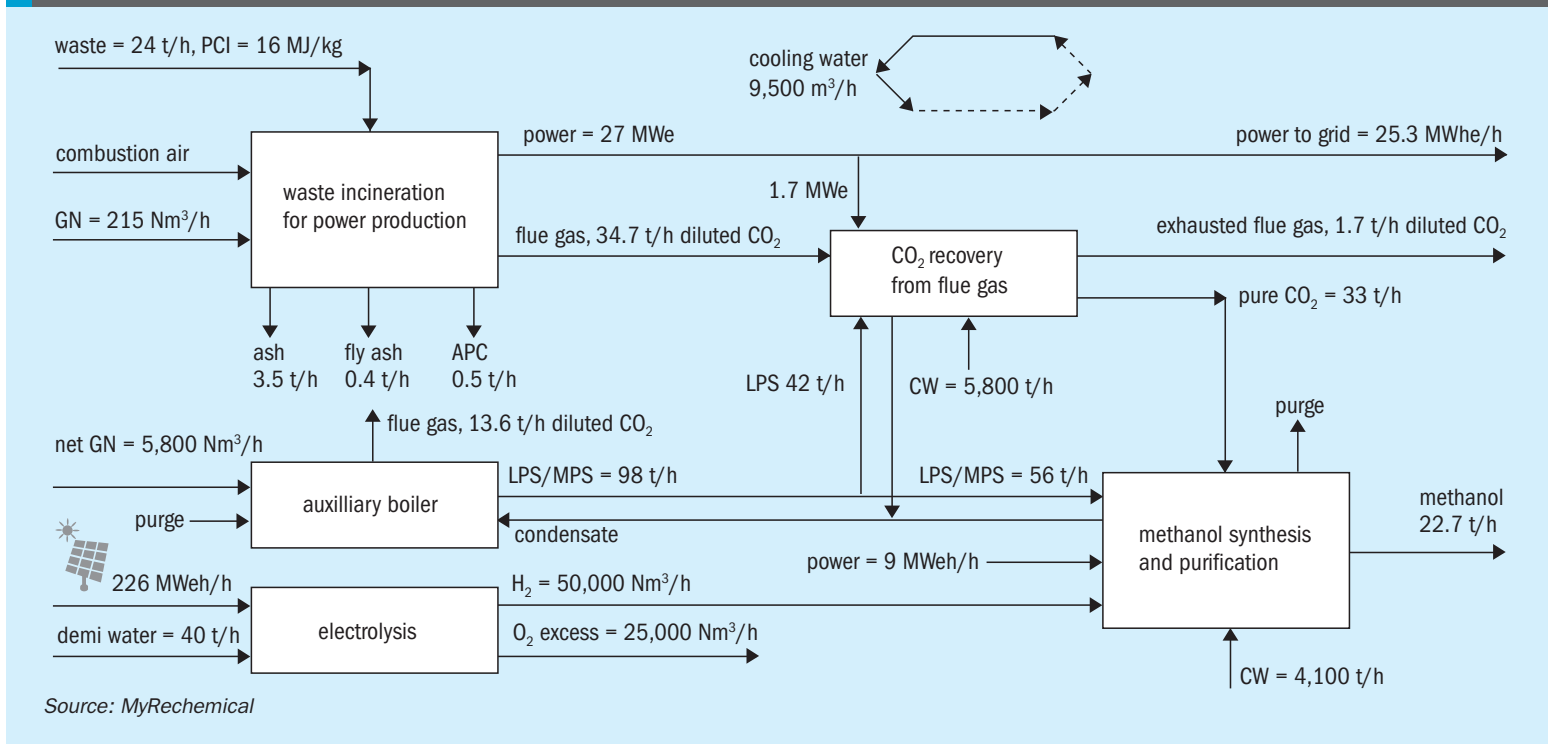 waste = 24 t/h, PCI = 16 MJ/kg
cooling water
9,500 m³/h
combustion air
power = 27 MWe
power to grid = 25.3 MWhe/h
waste incineration
for power production
1.7 MWe
GN = 215 Nm³/h
flue gas, 34.7 t/h diluted CO₂
exhausted flue gas, 1.7 t/h diluted CO₂
CO₂ recovery
from flue gas
pure CO₂ = 33 t/h
ash
3.5 t/h
fly ash
0.4 t/h
APC
0.5 t/h
LPS 42 t/h
CW = 5,800 t/h
purge
flue gas, 13.6 t/h diluted CO₂
net GN = 5,800 Nm³/h
LPS/MPS = 98 t/h
LPS/MPS = 56 t/h
auxilliary boiler
purge
condensate
methanol
22.7 t/h
methanol synthesis
and purification
power = 9 MWeh/h
226 MWeh/h
H₂ = 50,000 Nm³/h
electrolysis
demi water = 40 t/h
O₂ excess = 25,000 Nm³/h
CW = 4,100 t/h
Source: MyRechemical